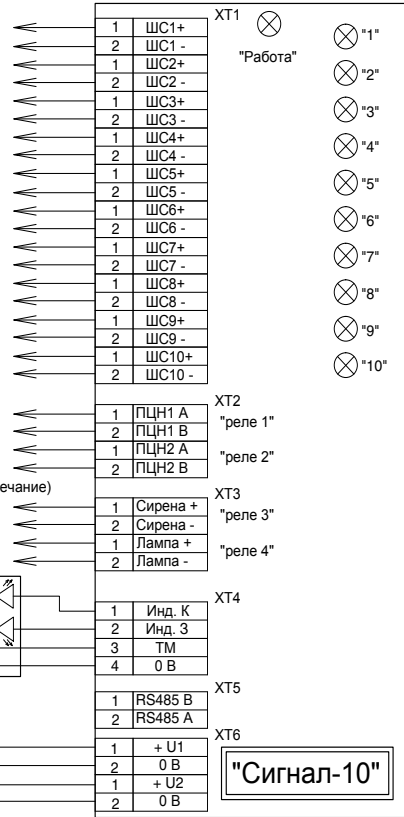 XT1
1 ШС1+
2 ШС1 -
1 ШС2+
2 ШС2 -
1 ШС3+
2 ШС3 -
1 ШС4+
2 ШС4 -
1 ШС5+
2 ШС5 -
1 ШС6+
2 ШС6 -
1 ШС7+
2 ШС7 -
1 ШС8+
2 ШС8 -
1 ШС9+
2 ШС9 -
1 ШС10+
2 ШС10 -
"Работа"
"1"
"2"
"3"
"4"
"5"
"6"
"7"
"8"
"9"
"10"
XT2
1 ПЦН1 А
2 ПЦН1 В
"реле 1"
1 ПЦН2 А
2 ПЦН2 В
"реле 2"
ечание)
XT3
1 Сирена +
2 Сирена -
"реле 3"
1 Лампа +
2 Лампа -
"реле 4"
XT4
1 Инд. К
2 Инд. З
3 ТМ
4 0 В
XT5
1 RS485 B
2 RS485 A
XT6
1 + U1
2 0 В
1 + U2
2 0 В
"Сигнал-10"